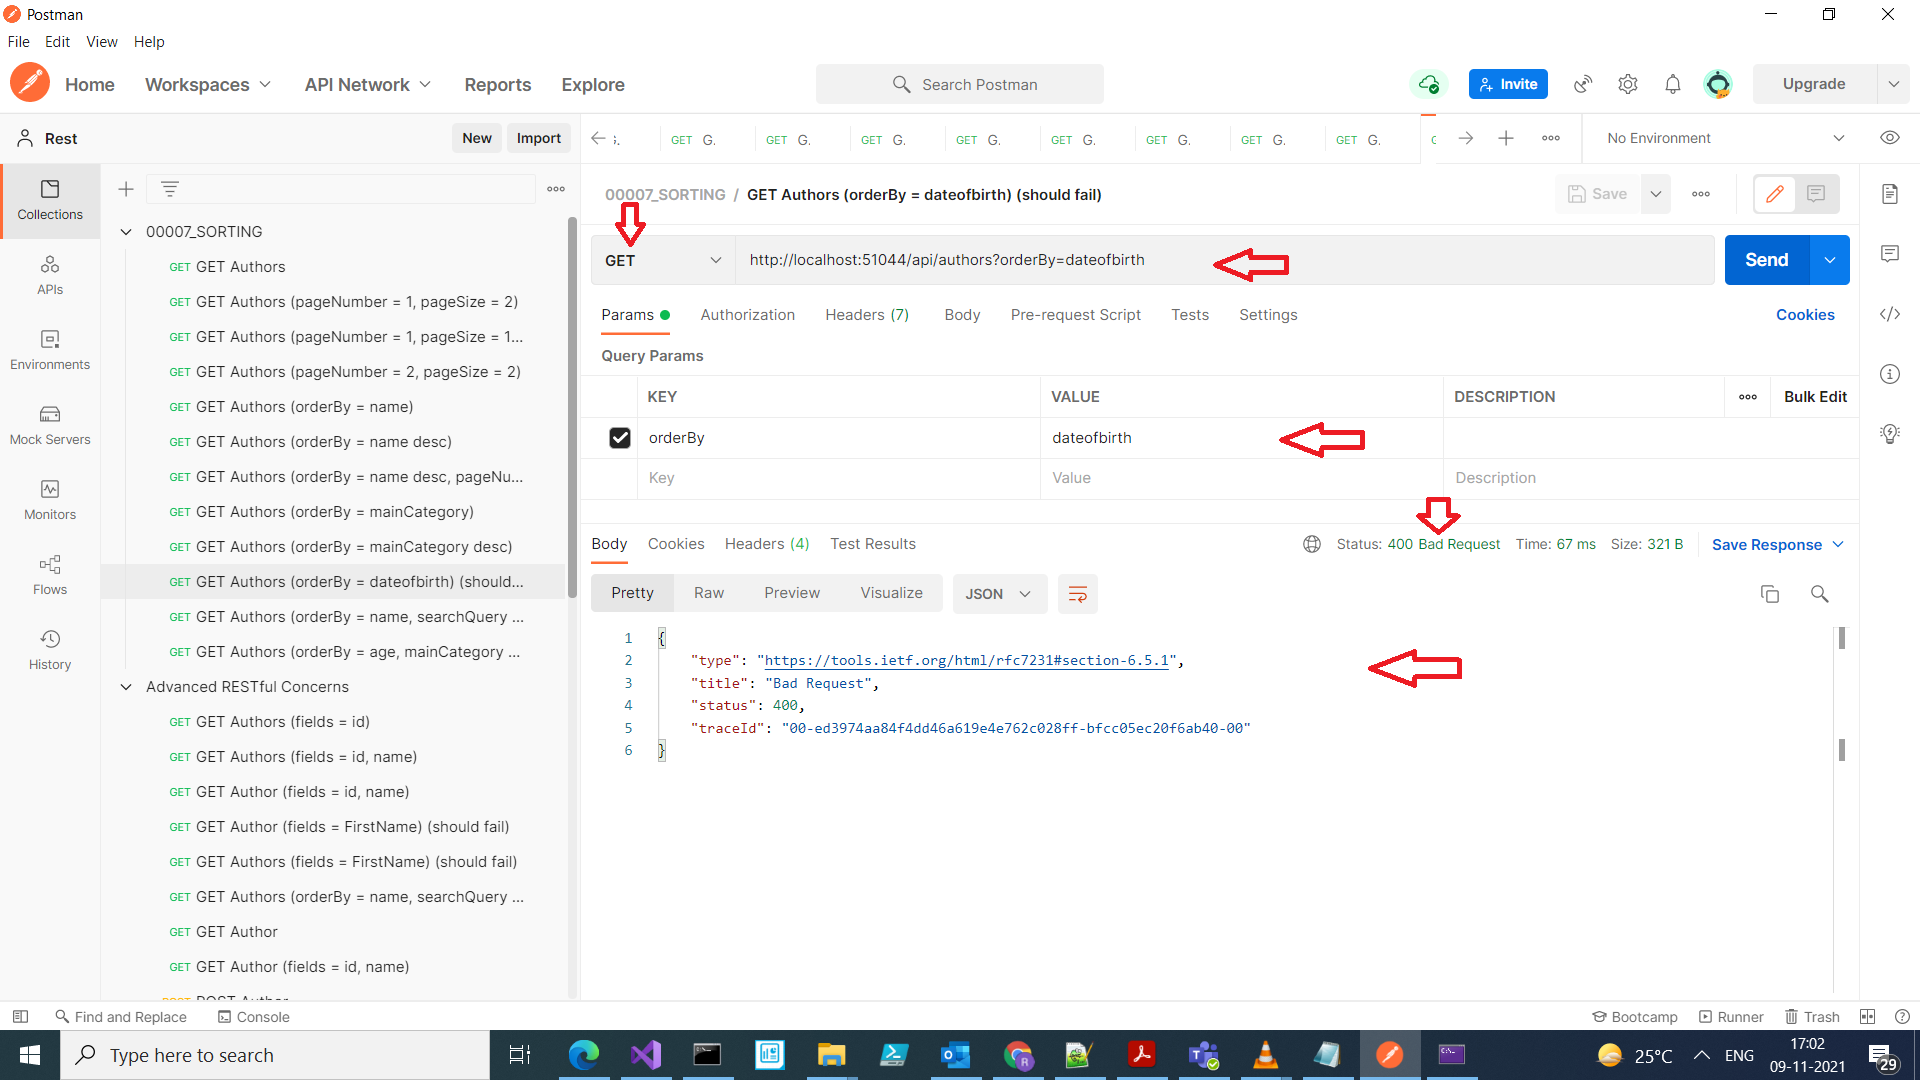 Postman
File Edit View Help
Home Workspaces API Network Reports Explore Search Postman Invite Upgrade
Rest New Import
GET G. GET G. GET G. GET G. GET G. GET G. GET G. GET G. No Environment
Collections
APIs
Environments
Mock Servers
Monitors
Flows
History
00007_SORTING
GET GET Authors
GET GET Authors (pageNumber = 1, pageSize = 2)
GET GET Authors (pageNumber = 1, pageSize = 1...
GET GET Authors (pageNumber = 2, pageSize = 2)
GET GET Authors (orderBy = name)
GET GET Authors (orderBy = name desc)
GET GET Authors (orderBy = name desc, pageNu...
GET GET Authors (orderBy = mainCategory)
GET GET Authors (orderBy = mainCategory desc)
GET GET Authors (orderBy = dateofbirth) (should...
GET GET Authors (orderBy = name, searchQuery ...
GET GET Authors (orderBy = age, mainCategory ...
Advanced RESTful Concerns
GET GET Authors (fields = id)
GET GET Authors (fields = id, name)
GET GET Author (fields = id, name)
GET GET Author (fields = FirstName) (should fail)
GET GET Authors (fields = FirstName) (should fail)
GET GET Authors (orderBy = name, searchQuery ...
GET GET Author
GET GET Author (fields = id, name)
POST POST Author
00007_SORTING / GET Authors (orderBy = dateofbirth) (should fail) Save
GET http://localhost:51044/api/authors?orderBy=dateofbirth Send
Params Authorization Headers (7) Body Pre-request Script Tests Settings Cookies
Query Params
KEY VALUE DESCRIPTION Bulk Edit
orderBy dateofbirth
Key Value Description
Body Cookies Headers (4) Test Results Status: 400 Bad Request Time: 67 ms Size: 321 B Save Response
Pretty Raw Preview Visualize JSON
1 {
2 "type": "https://tools.ietf.org/html/rfc7231#section-6.5.1",
3 "title": "Bad Request",
4 "status": 400,
5 "traceId": "00-ed3974aa84f4dd46a619e4e762c028ff-bfcc05ec20f6ab40-00"
6 }
Find and Replace Console Bootcamp Runner Trash
Type here to search 25°C ENG 17:02
09-11-2021 29